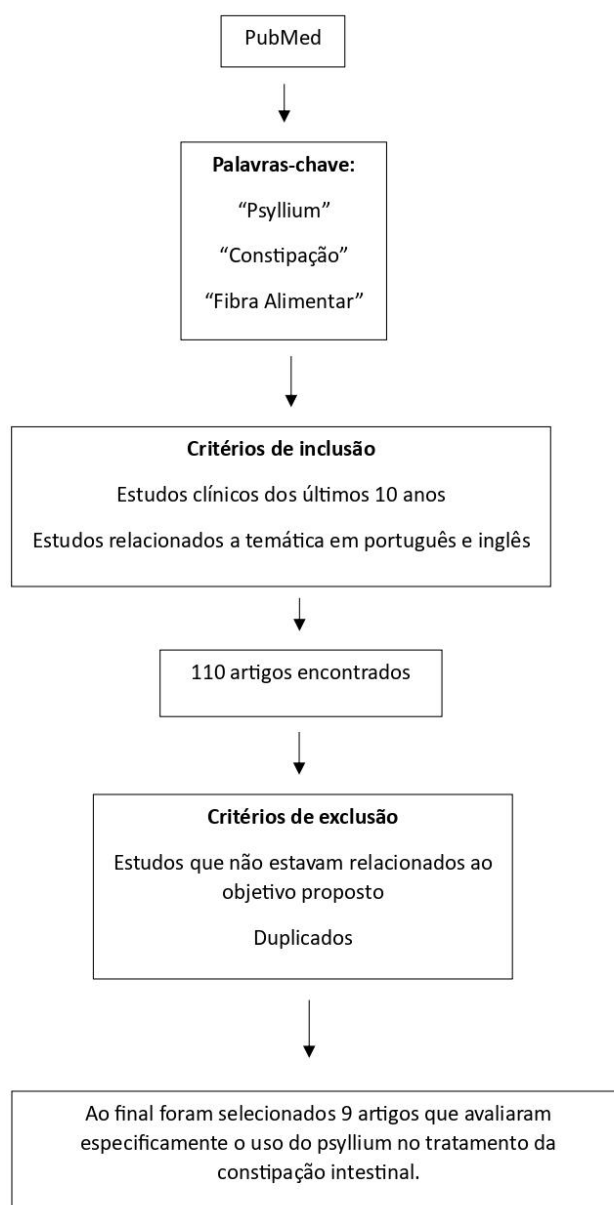 PubMed
Palavras-chave:
“Psyllium”
“Constipação”
“Fibra Alimentar”
Critérios de inclusão
Estudos clínicos dos últimos 10 anos
Estudos relacionados a temática em português e inglês
110 artigos encontrados
Critérios de exclusão
Estudos que não estavam relacionados ao
objetivo proposto
Duplicados
Ao final foram selecionados 9 artigos que avaliaram
especificamente o uso do psyllium no tratamento da
constipação intestinal.